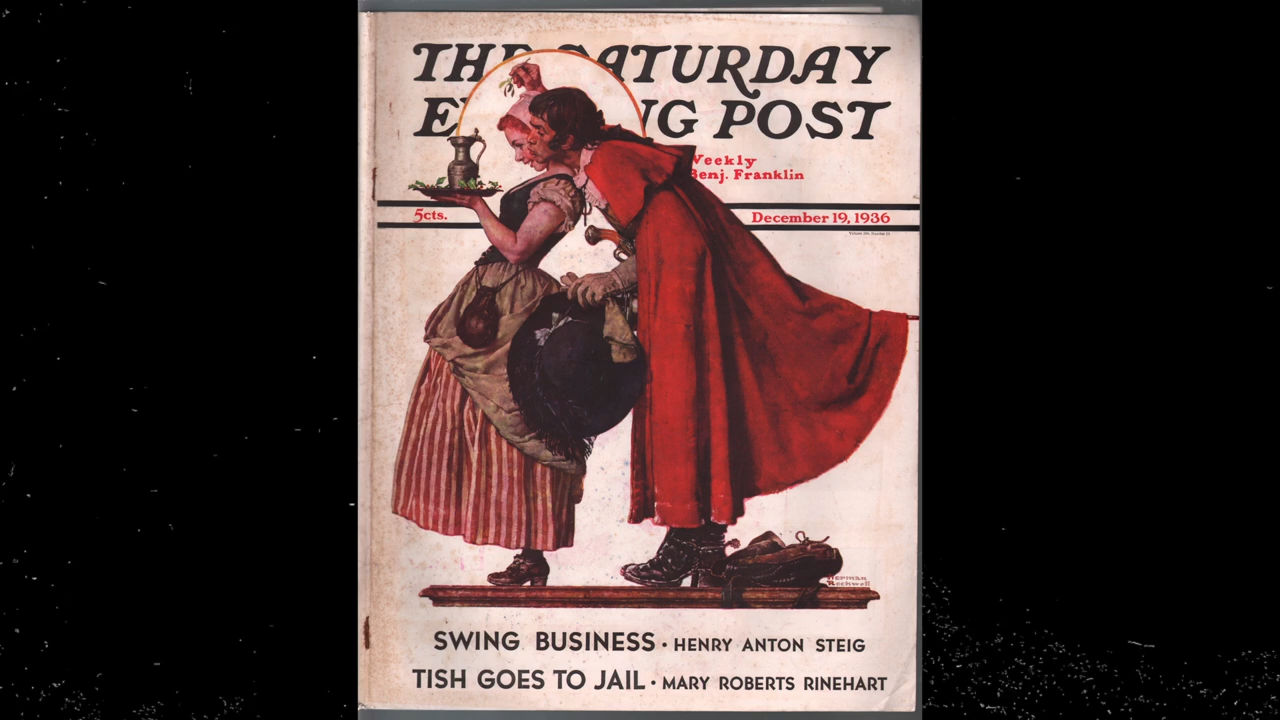 THE SATURDAY
EVENING POST
Weekly
Benj. Franklin
5cts.
December 19, 1936
Norman
Rockwell
SWING BUSINESS • HENRY ANTON STEIG
TISH GOES TO JAIL • MARY ROBERTS RINEHART